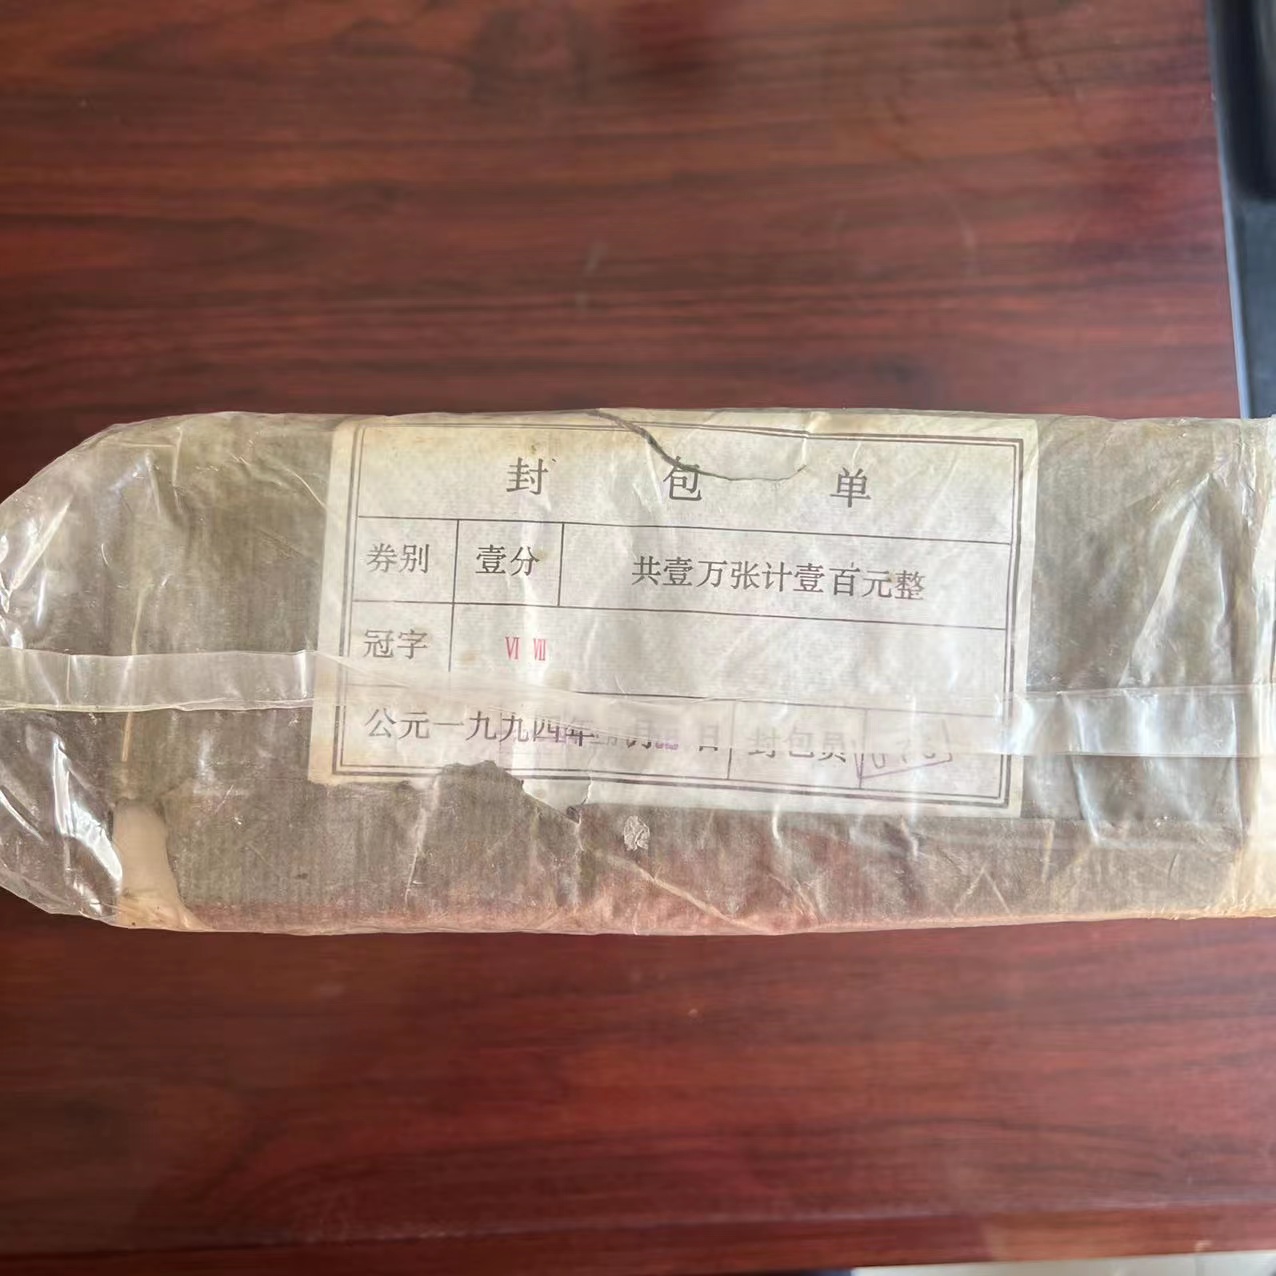 封 包 单
券别 壹分 共壹万张计壹百元整
冠字 Ⅵ Ⅶ
公元一九九四年 月 日 封包员